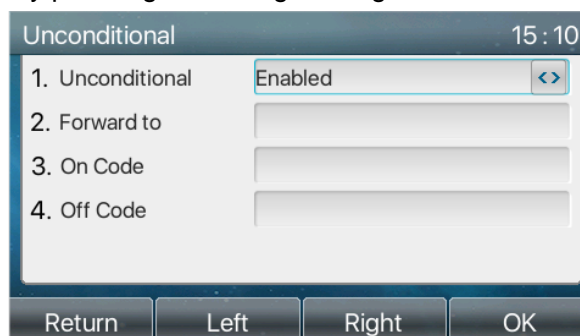 Unconditional 15:10
1. Unconditional Enabled <>
2. Forward to
3. On Code
4. Off Code
Return Left Right OK